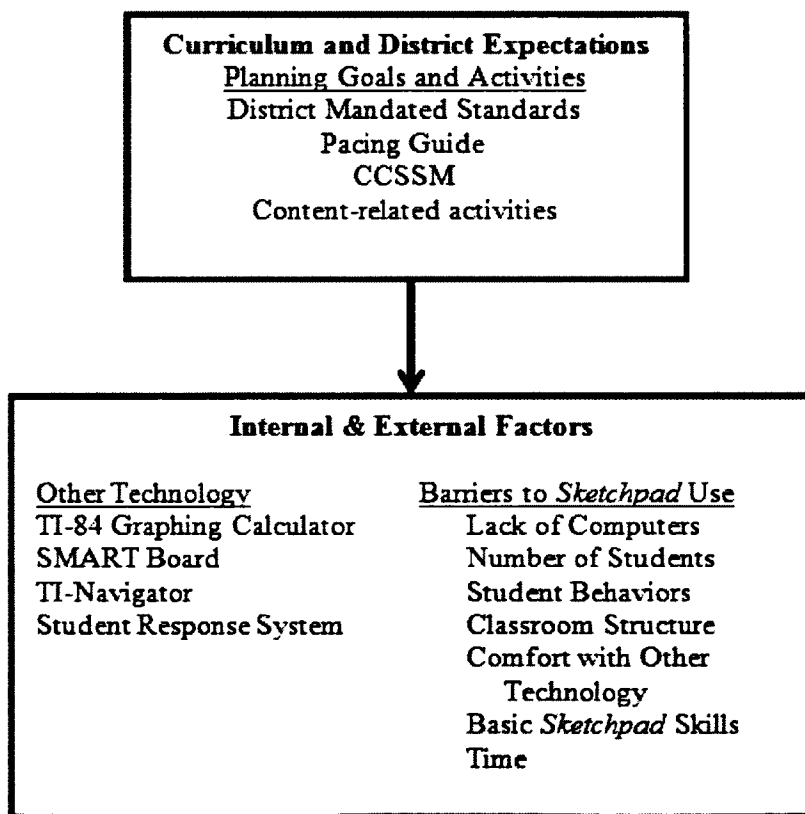 Curriculum and District Expectations
Planning Goals and Activities
District Mandated Standards
Pacing Guide
CCSSM
Content-related activities
Internal & External Factors
Other Technology
TI-84 Graphing Calculator
SMART Board
TI-Navigator
Student Response System
Barriers to Sketchpad Use
Lack of Computers
Number of Students
Student Behaviors
Classroom Structure
Comfort with Other
Technology
Basic Sketchpad Skills
Time